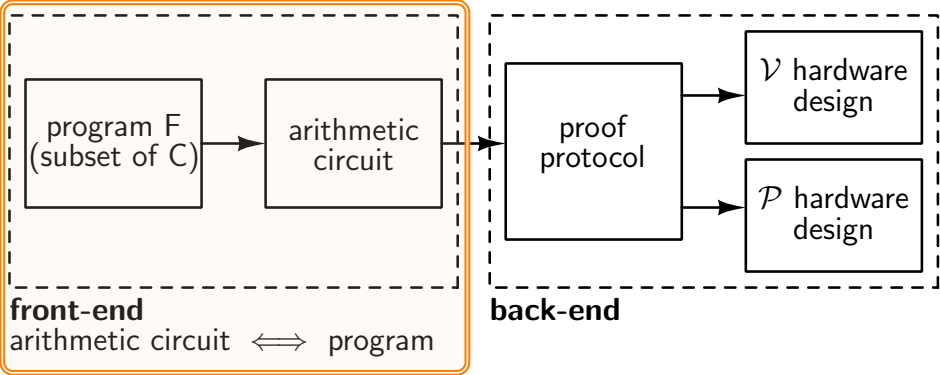 program F
(subset of C)
arithmetic
circuit
proof
protocol
𝒱 hardware
design
𝒫 hardware
design
front-end
arithmetic circuit ⟺ program
back-end